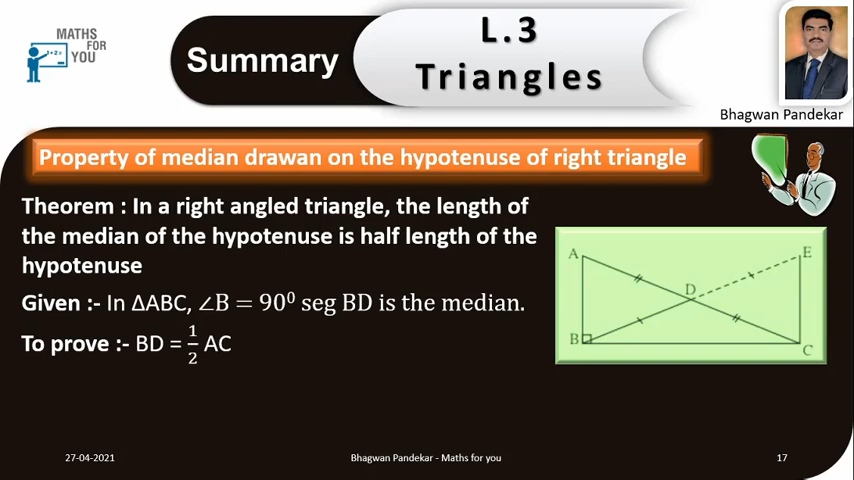 MATHS
FOR
YOU
1+2=
Summary
L.3
Triangles
Bhagwan Pandekar
Property of median drawan on the hypotenuse of right triangle
Theorem : In a right angled triangle, the length of
the median of the hypotenuse is half length of the
hypotenuse
Given :- In ΔABC, ∠B = 90⁰ seg BD is the median.
To prove :- BD = 1/2 AC
A
E
D
B
C
27-04-2021
Bhagwan Pandekar - Maths for you
17